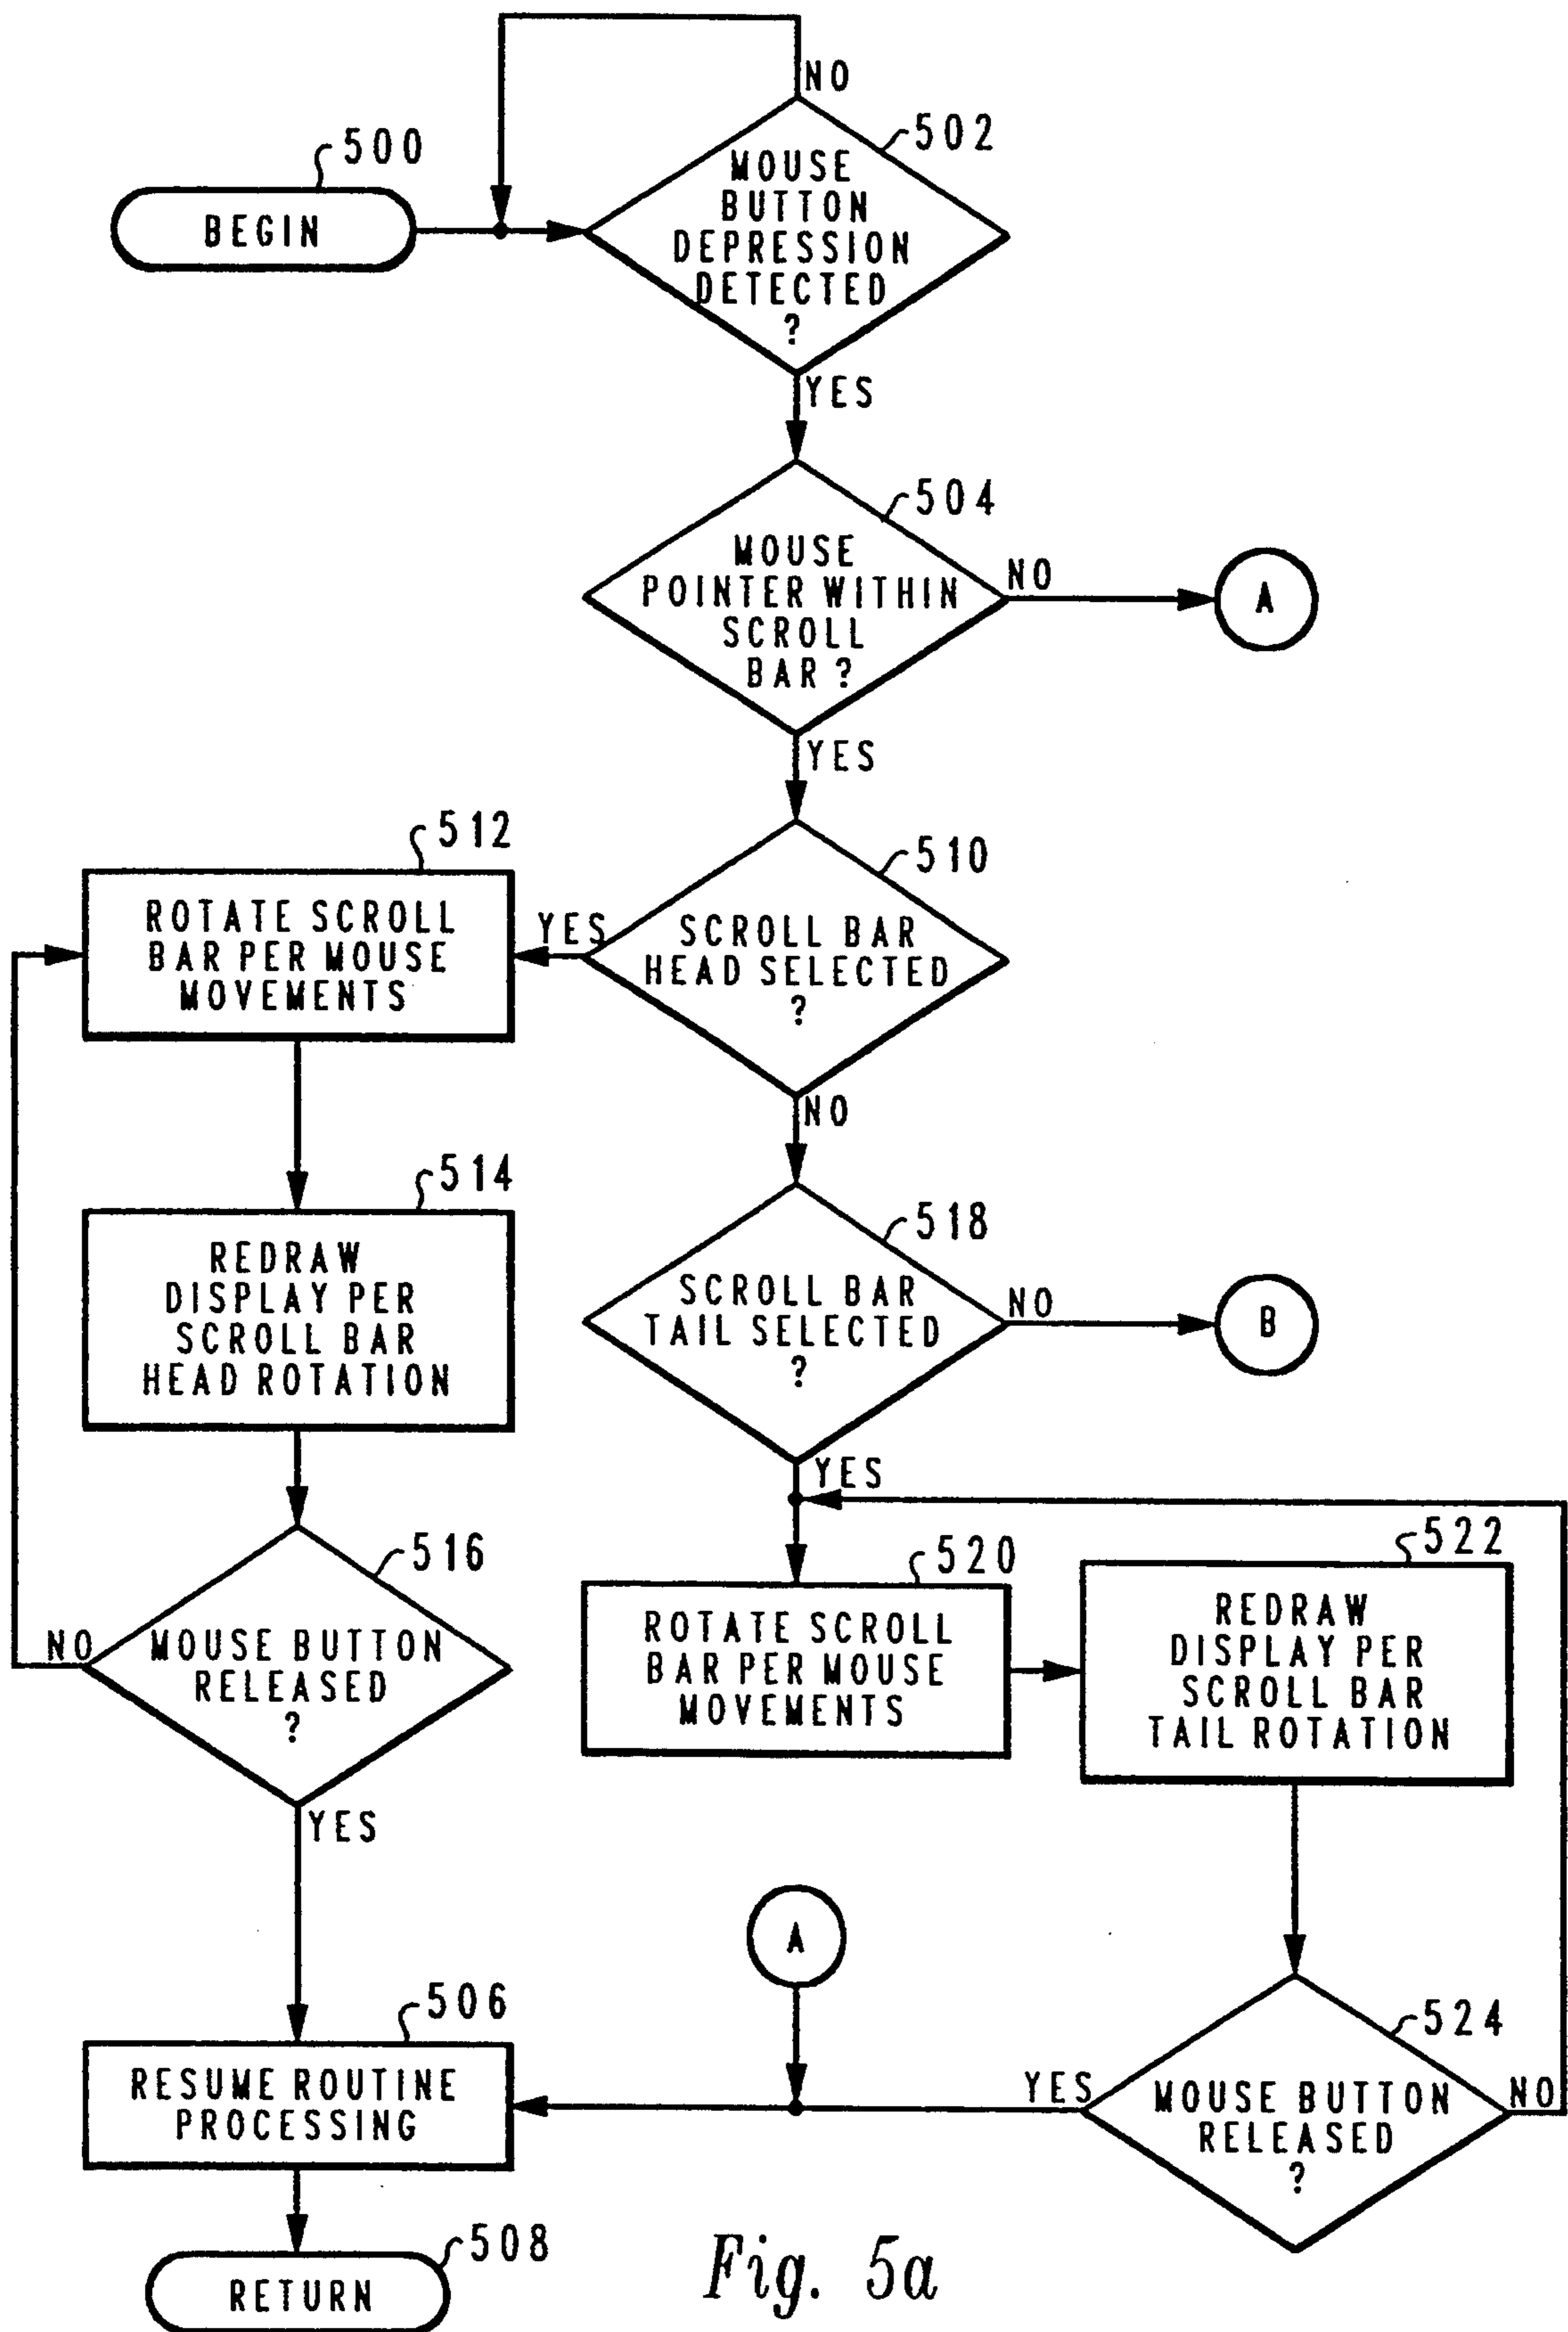 NO
502
500
MOUSE
BUTTON
DEPRESSION
DETECTED
?
BEGIN
YES
504
MOUSE
POINTER WITHIN
SCROLL
BAR ?
NO
A
YES
512
510
ROTATE SCROLL
BAR PER MOUSE
MOVEMENTS
YES
SCROLL BAR
HEAD SELECTED
?
NO
514
518
REDRAW
DISPLAY PER
SCROLL BAR
HEAD ROTATION
SCROLL BAR
TAIL SELECTED
?
NO
B
YES
516
520
522
MOUSE BUTTON
RELEASED
?
NO
ROTATE SCROLL
BAR PER MOUSE
MOVEMENTS
REDRAW
DISPLAY PER
SCROLL BAR
TAIL ROTATION
YES
A
506
524
RESUME ROUTINE
PROCESSING
YES
MOUSE BUTTON
RELEASED
?
NO
508
RETURN
Fig. 5a